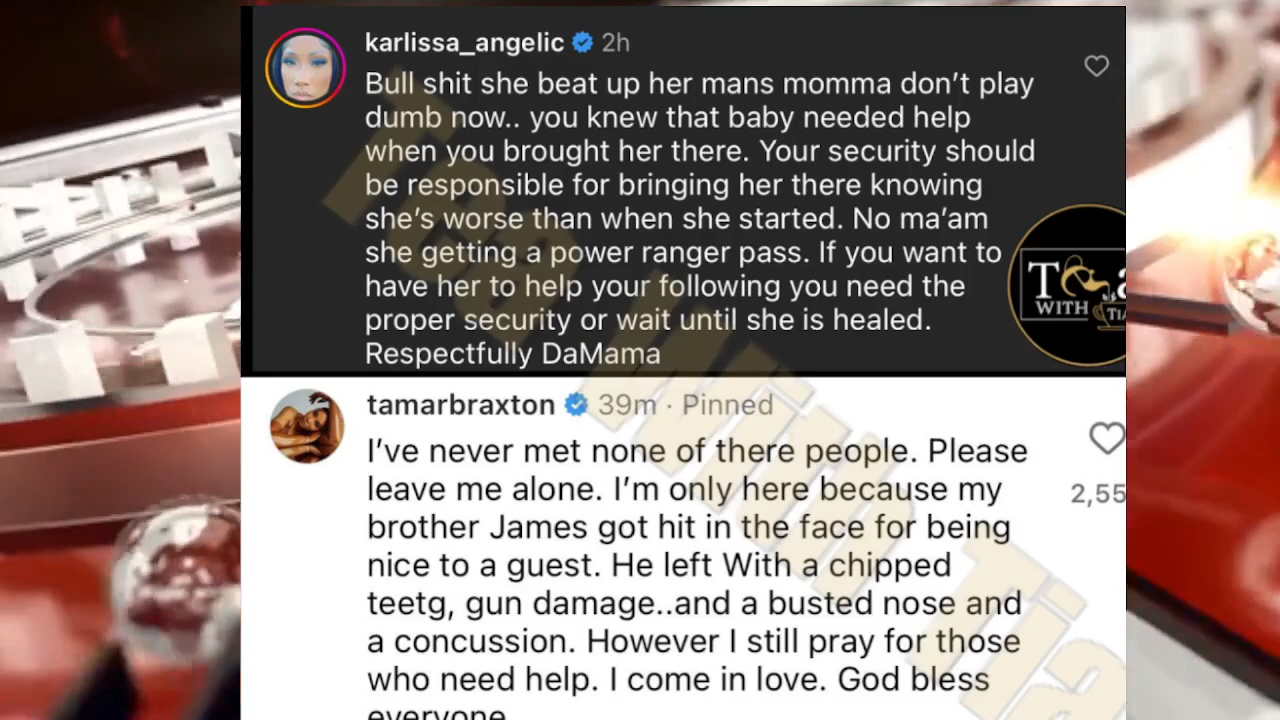 karlissa_angelic 2h
Bull shit she beat up her mans momma don't play
dumb now.. you knew that baby needed help
when you brought her there. Your security should
be responsible for bringing her there knowing
she's worse than when she started. No ma'am
she getting a power ranger pass. If you want to
have her to help your following you need the
proper security or wait until she is healed.
Respectfully DaMama
WITH
TIA
tamarbraxton 39m · Pinned
I've never met none of there people. Please
leave me alone. I'm only here because my
brother James got hit in the face for being
nice to a guest. He left With a chipped
teetg, gun damage..and a busted nose and
a concussion. However I still pray for those
who need help. I come in love. God bless
everyone
2,55
Tea With Tia